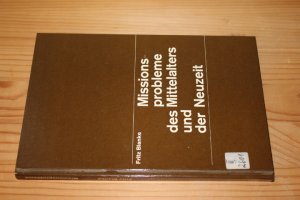 Missions
probleme
des Mittelalters
und
der Neuzeit
Fritz Blanke